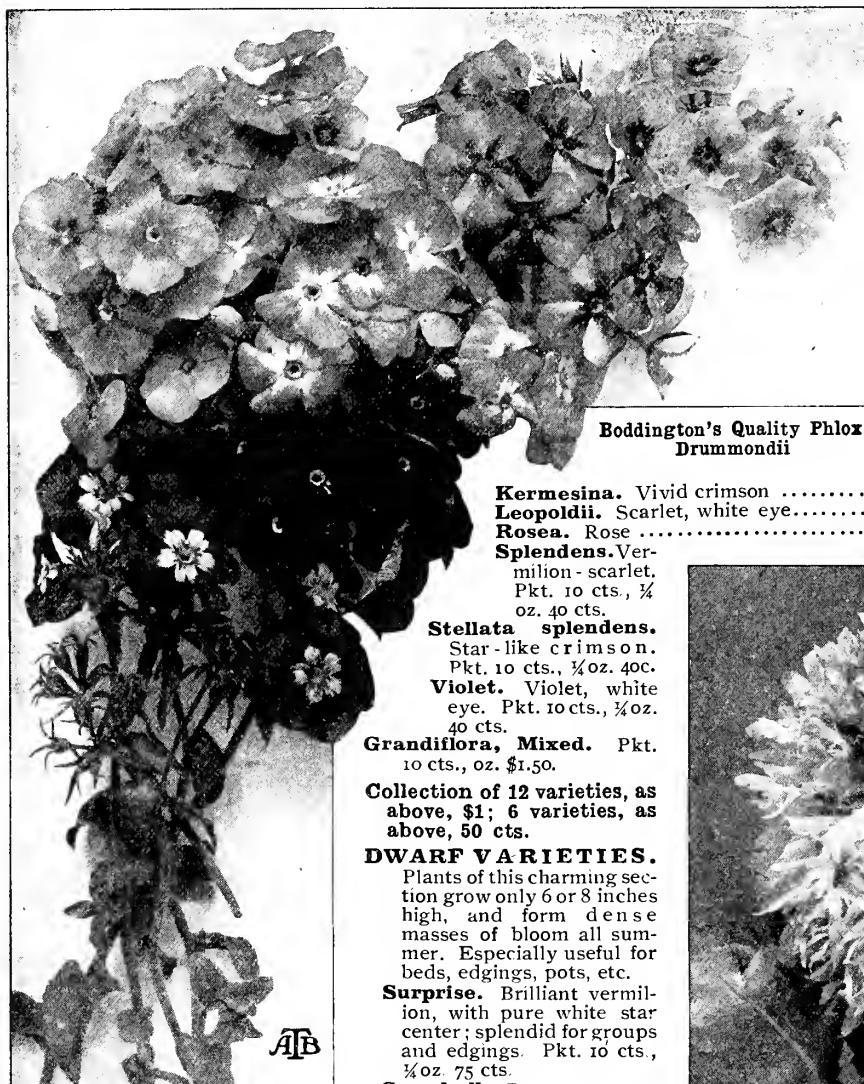 Boddington's Quality Phlox
Drummondii
Kermesina. Vivid crimson .........
Leopoldii. Scarlet, white eye........
Rosea. Rose ........................
Splendens. Ver-
milion-scarlet.
Pkt. 10 cts., ¼
oz. 40 cts.
Stellata splendens.
Star-like crimson.
Pkt. 10 cts., ¼oz. 40c.
Violet. Violet, white
eye. Pkt. 10 cts., ¼oz.
40 cts.
Grandiflora, Mixed. Pkt.
10 cts., oz. $1.50.
Collection of 12 varieties, as
above, $1; 6 varieties, as
above, 50 cts.
DWARF VARIETIES.
Plants of this charming sec-
tion grow only 6 or 8 inches
high, and form dense
masses of bloom all sum-
mer. Especially useful for
beds, edgings, pots, etc.
Surprise. Brilliant vermil-
ion, with pure white star
center; splendid for groups
and edgings. Pkt. 10 cts.,
¼oz. 75 cts.
ATB